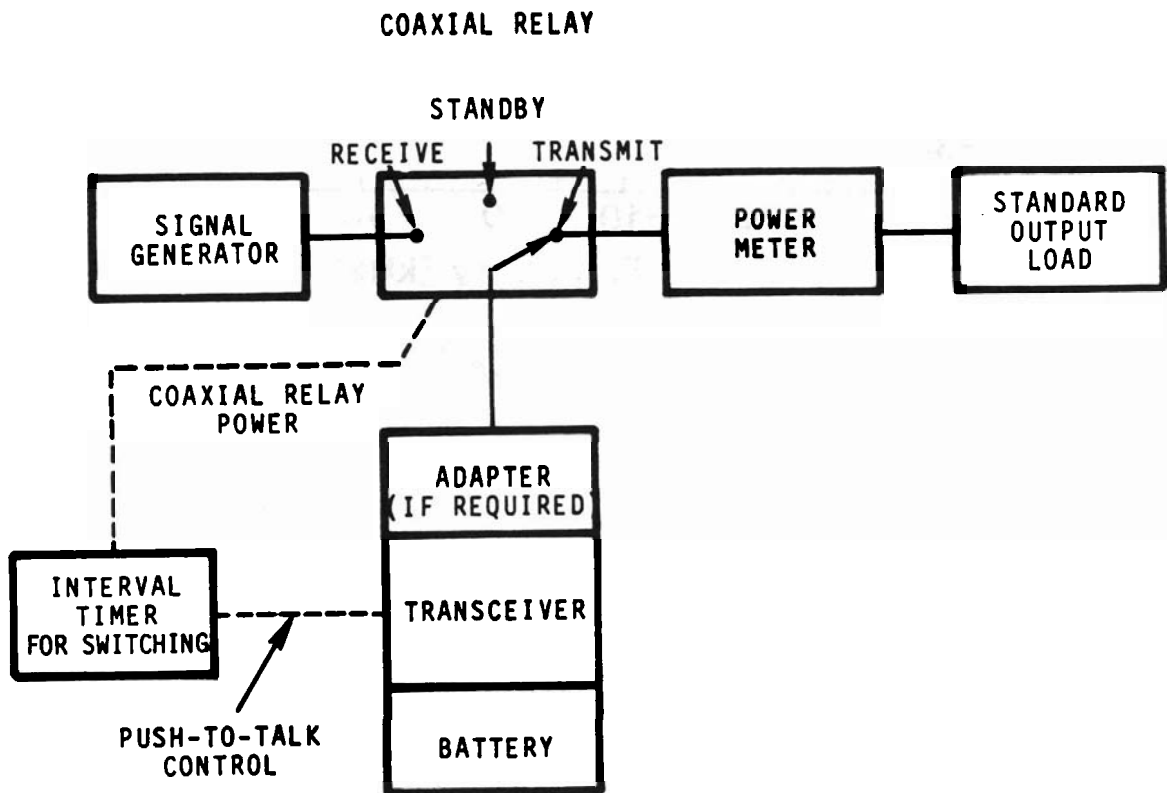 COAXIAL RELAY
STANDBY
RECEIVE
TRANSMIT
SIGNAL
GENERATOR
POWER
METER
STANDARD
OUTPUT
LOAD
COAXIAL RELAY
POWER
ADAPTER
(IF REQUIRED)
INTERVAL
TIMER
FOR SWITCHING
TRANSCEIVER
PUSH-TO-TALK
CONTROL
BATTERY